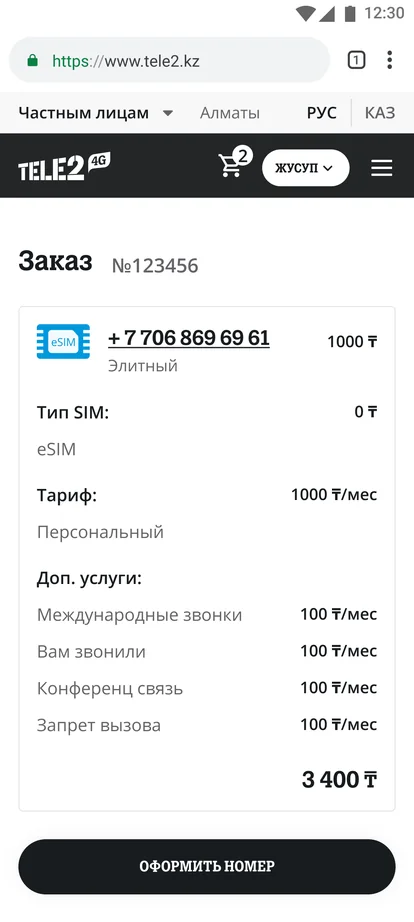 12:30
https://www.tele2.kz
1
Частным лицам Алматы РУС КАЗ
TELE2 4G 2 ЖУСУП
Заказ №123456
eSIM + 7 706 869 69 61 1000 ₸
Элитный
Тип SIM: 0 ₸
eSIM
Тариф: 1000 ₸/мес
Персональный
Доп. услуги:
Международные звонки 100 ₸/мес
Вам звонили 100 ₸/мес
Конференц связь 100 ₸/мес
Запрет вызова 100 ₸/мес
3 400 ₸
ОФОРМИТЬ НОМЕР